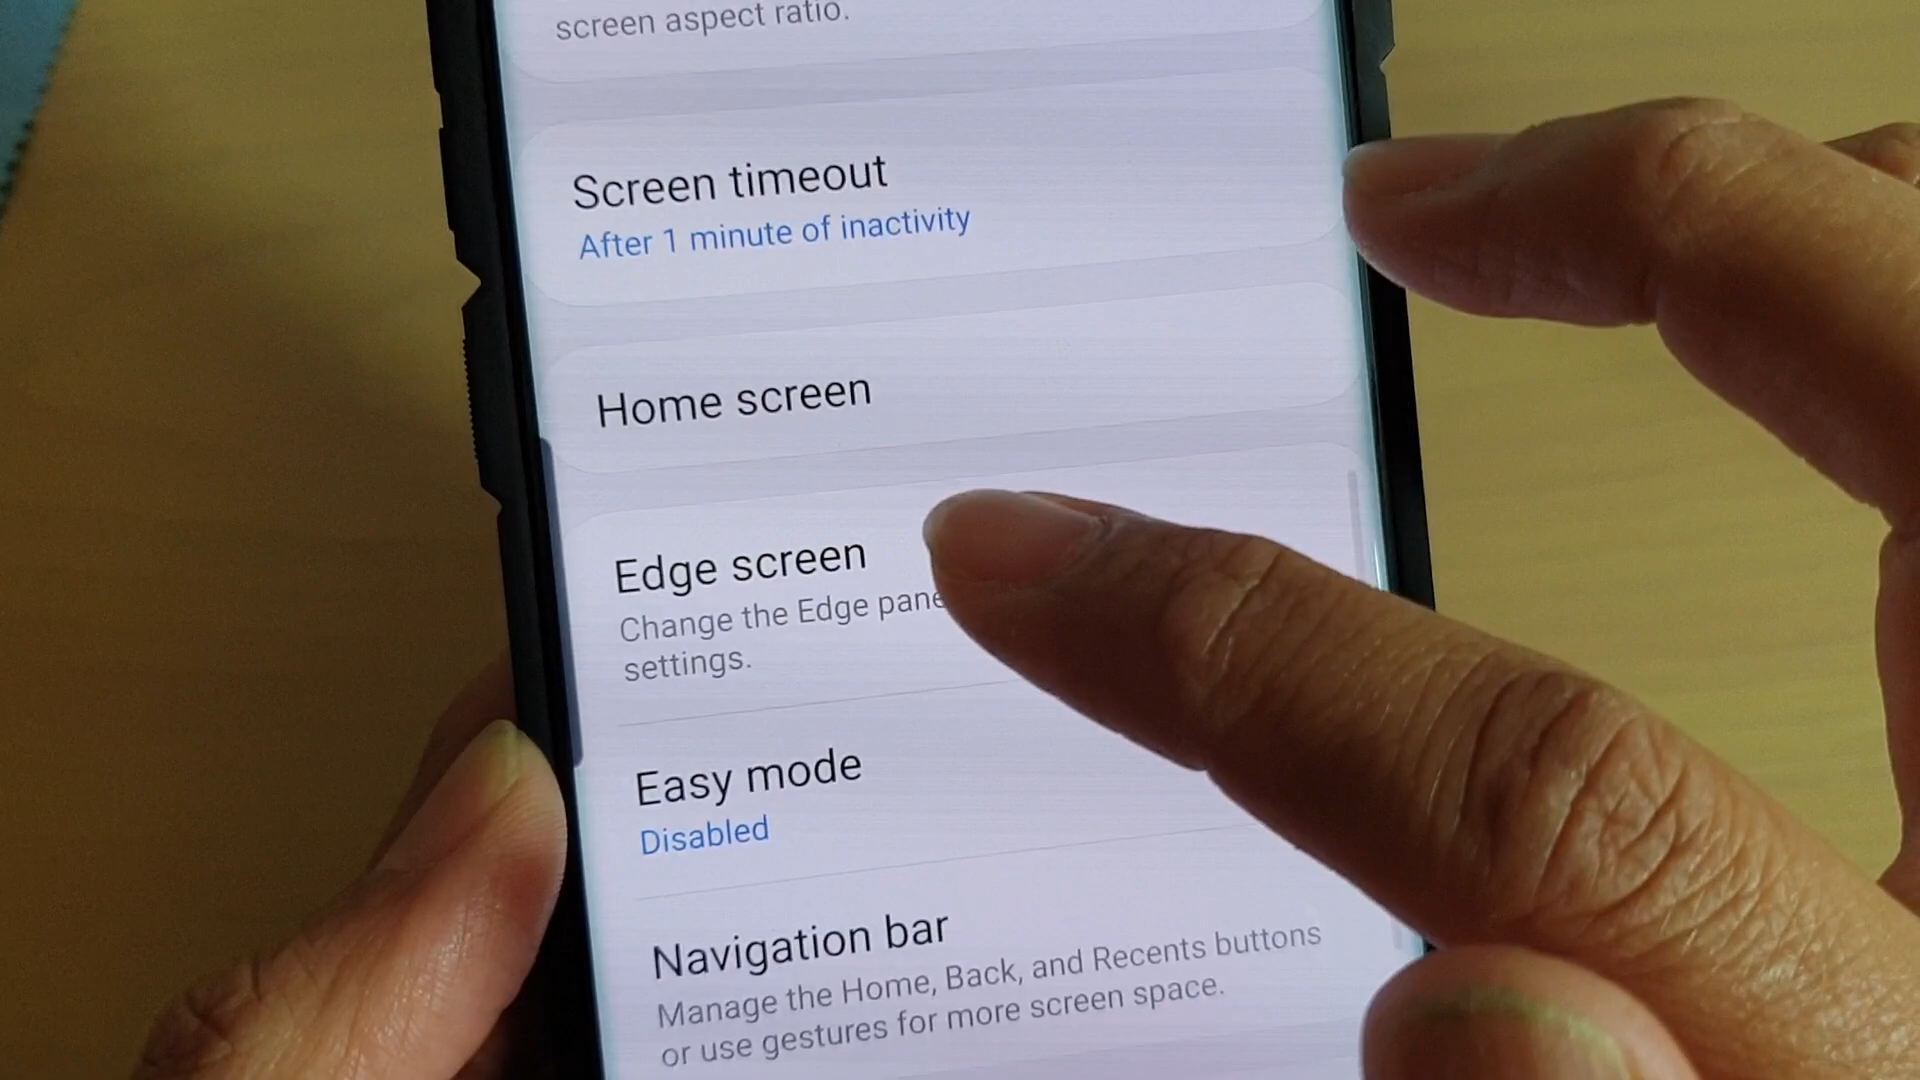 screen aspect ratio.
Screen timeout
After 1 minute of inactivity
Home screen
Edge screen
Change the Edge
settings.
Easy mode
Disabled
Navigation bar
Manage the Home, Back, and Recents buttons
or use gestures for more screen space.